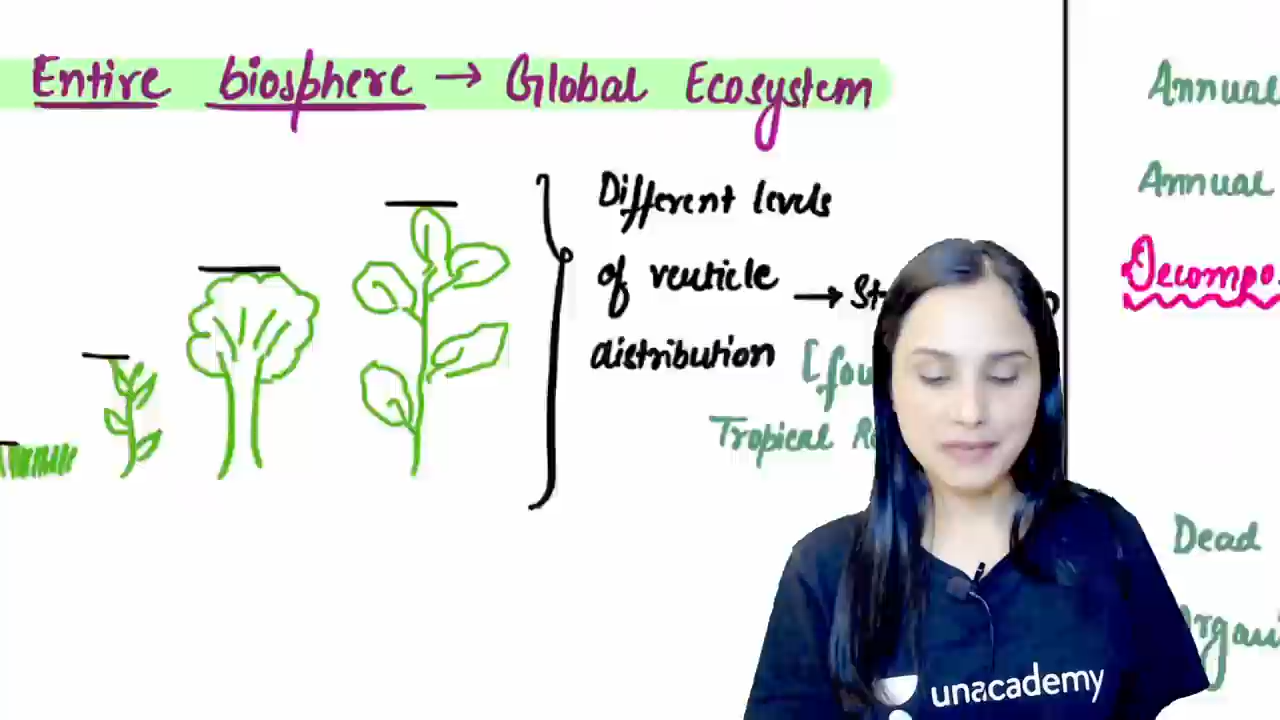 Entire biosphere → Global Ecosystem
Different levels
of verticle →
distribution
Tropical
Annual
Annual
Dead
unacademy